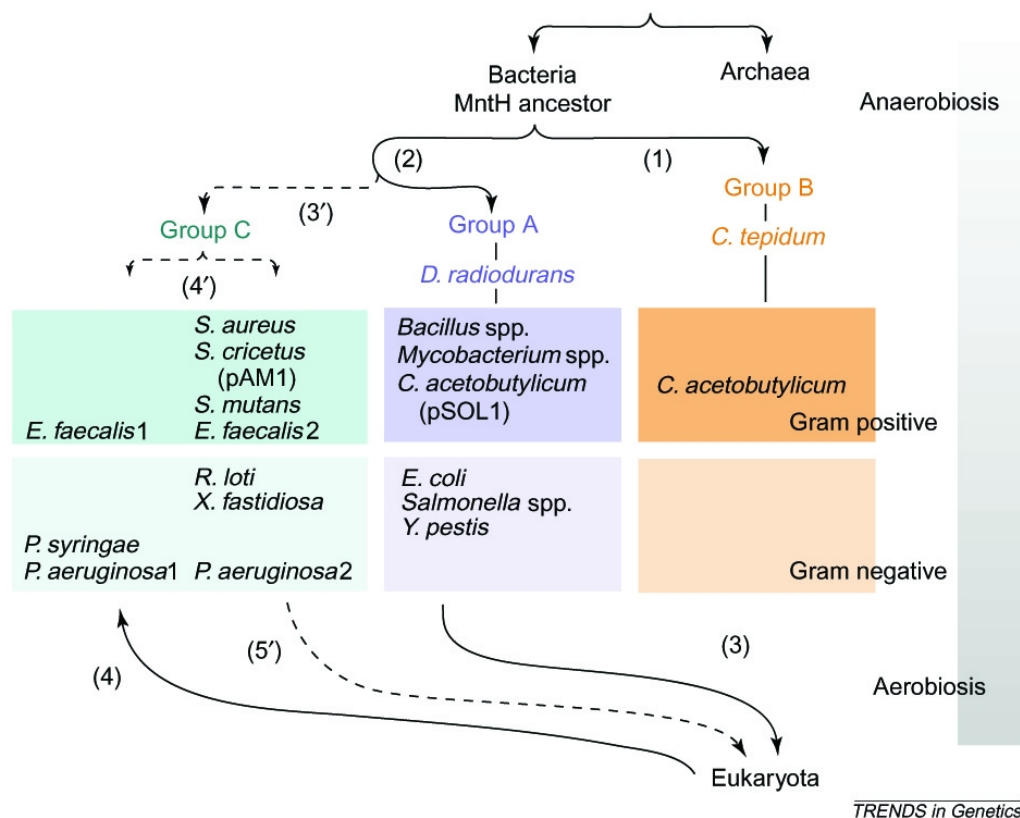 Bacteria
MntH ancestor
Archaea
Anaerobiosis
(2)
(1)
(3′)
Group B
Group C
Group A
C. tepidum
(4′)
D. radiodurans
S. aureus
S. cricetus
(pAM1)
S. mutans
E. faecalis1
E. faecalis2
Bacillus spp.
Mycobacterium spp.
C. acetobutylicum
(pSOL1)
C. acetobutylicum
Gram positive
R. loti
X. fastidiosa
P. syringae
P. aeruginosa1
P. aeruginosa2
E. coli
Salmonella spp.
Y. pestis
Gram negative
(4)
(5′)
(3)
Aerobiosis
Eukaryota
TRENDS in Genetics